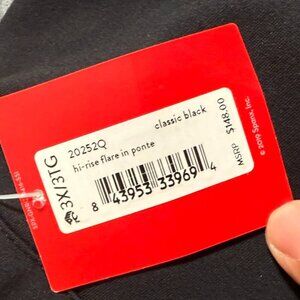 20252Q
classic black
hi-rise flare in ponte
3X/3TG
8 43953 33969 4
MSRP $148.00
© 2019 Spanx, Inc.